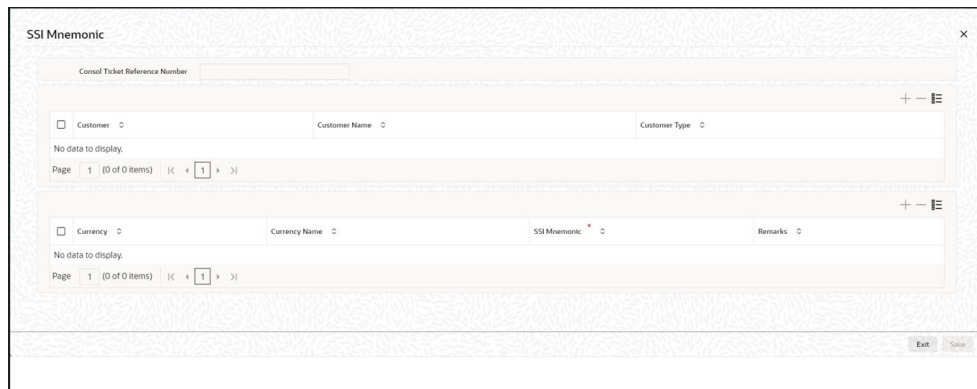 SSI Mnemonic
Consol Ticket Reference Number
Customer Customer Name Customer Type
No data to display.
Page 1 (0 of 0 items) 1
Currency Currency Name SSI Mnemonic * Remarks
No data to display.
Page 1 (0 of 0 items) 1
Exit Save